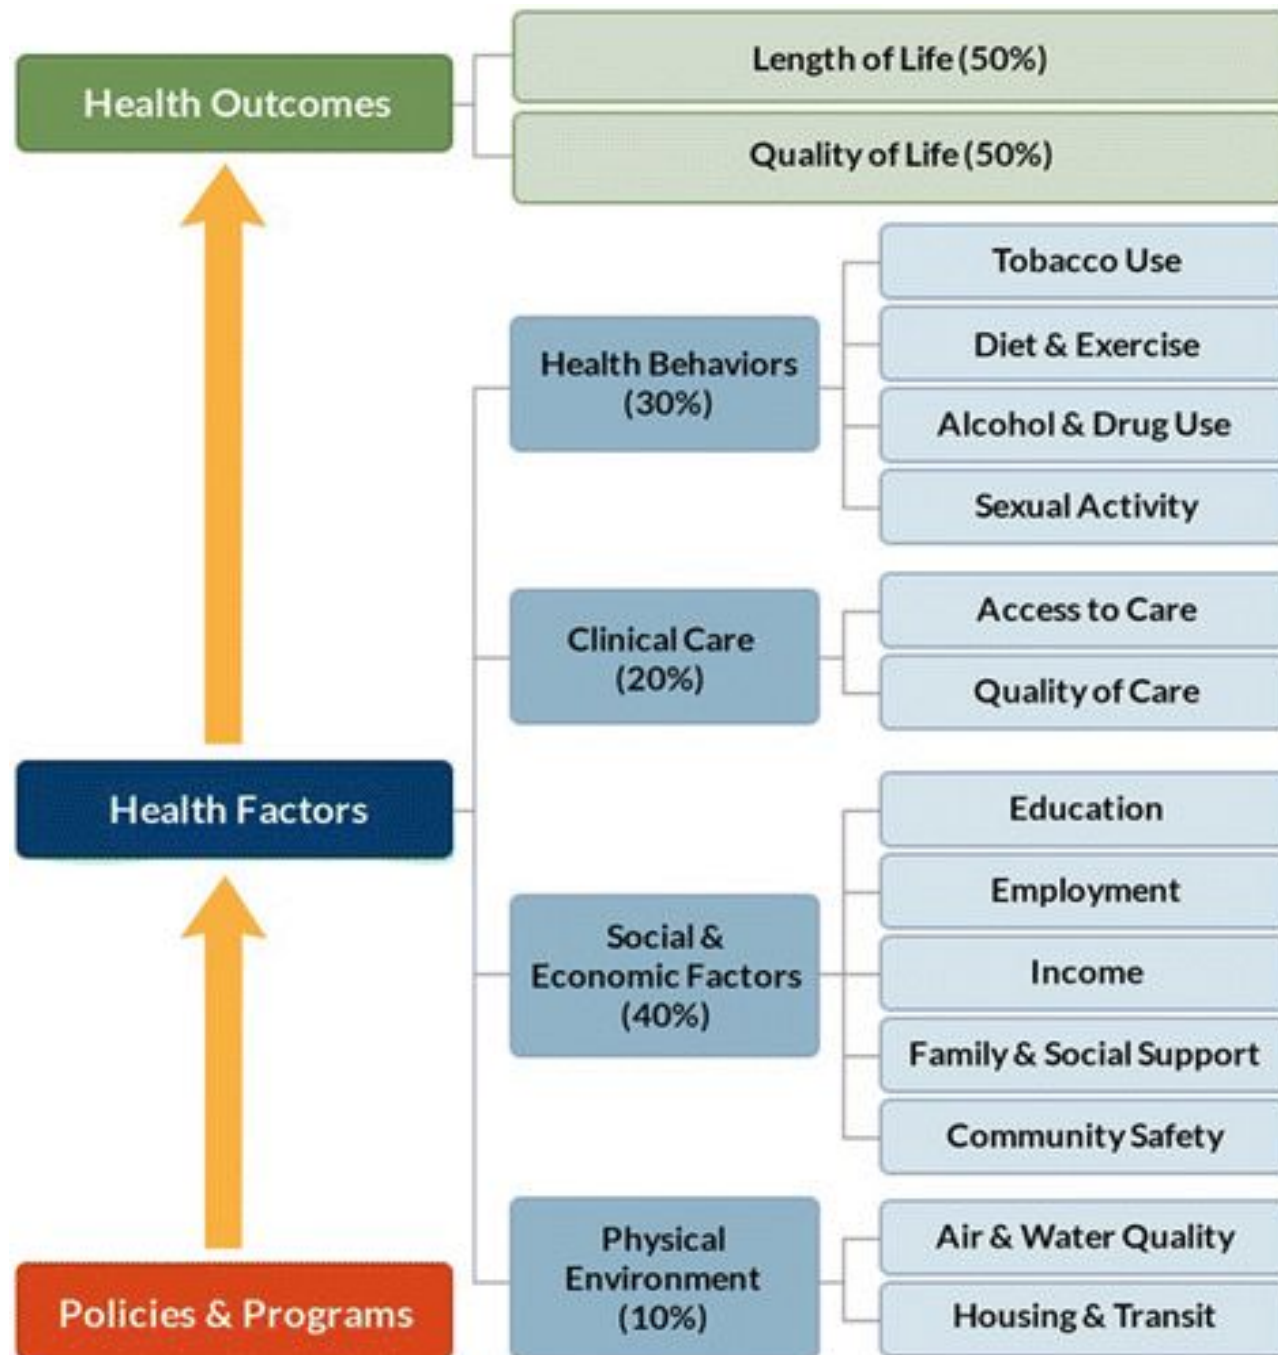 Health Outcomes
Length of Life (50%)
Quality of Life (50%)
Health Factors
Health Behaviors
(30%)
Tobacco Use
Diet & Exercise
Alcohol & Drug Use
Sexual Activity
Clinical Care
(20%)
Access to Care
Quality of Care
Social &
Economic Factors
(40%)
Education
Employment
Income
Family & Social Support
Community Safety
Physical
Environment
(10%)
Air & Water Quality
Housing & Transit
Policies & Programs